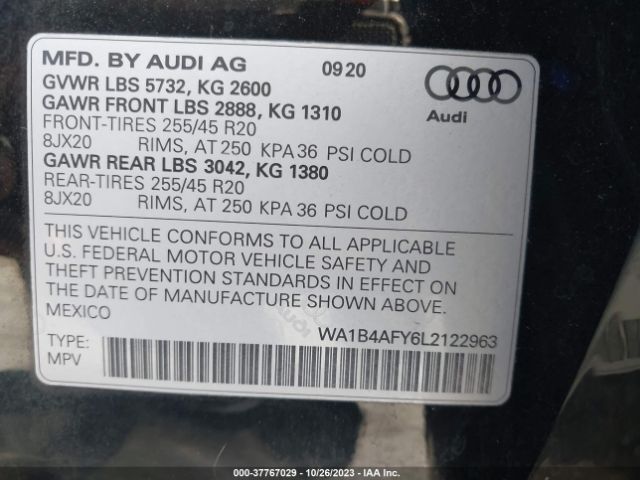 MFD. BY AUDI AG 09 20
GVWR LBS 5732, KG 2600
GAWR FRONT LBS 2888, KG 1310
FRONT-TIRES 255/45 R20
8JX20 RIMS, AT 250 KPA 36 PSI COLD
GAWR REAR LBS 3042, KG 1380
REAR-TIRES 255/45 R20
8JX20 RIMS, AT 250 KPA 36 PSI COLD
Audi
THIS VEHICLE CONFORMS TO ALL APPLICABLE
U.S. FEDERAL MOTOR VEHICLE SAFETY AND
THEFT PREVENTION STANDARDS IN EFFECT ON
THE DATE OF MANUFACTURE SHOWN ABOVE.
MEXICO
Audi
TYPE: WA1B4AFY6L2122963
MPV
000-37767029 - 10/26/2023 - IAA Inc.